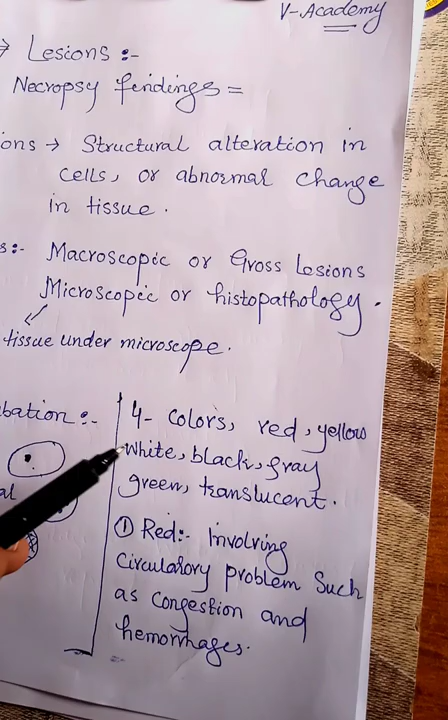 V-Academy
Lesions :-
Necropsy findings =
ons → Structural alteration in
cells, or abnormal change
in tissue.
s:- Macroscopic or Gross Lesions
Microscopic or histopathology.
tissue under microscope.
bation :-
4- colors, red, yellow
white, black, gray
green, translucent.
al
① Red:- Involving
Circulatory problem Such
as Congestion and
hemorrhages.